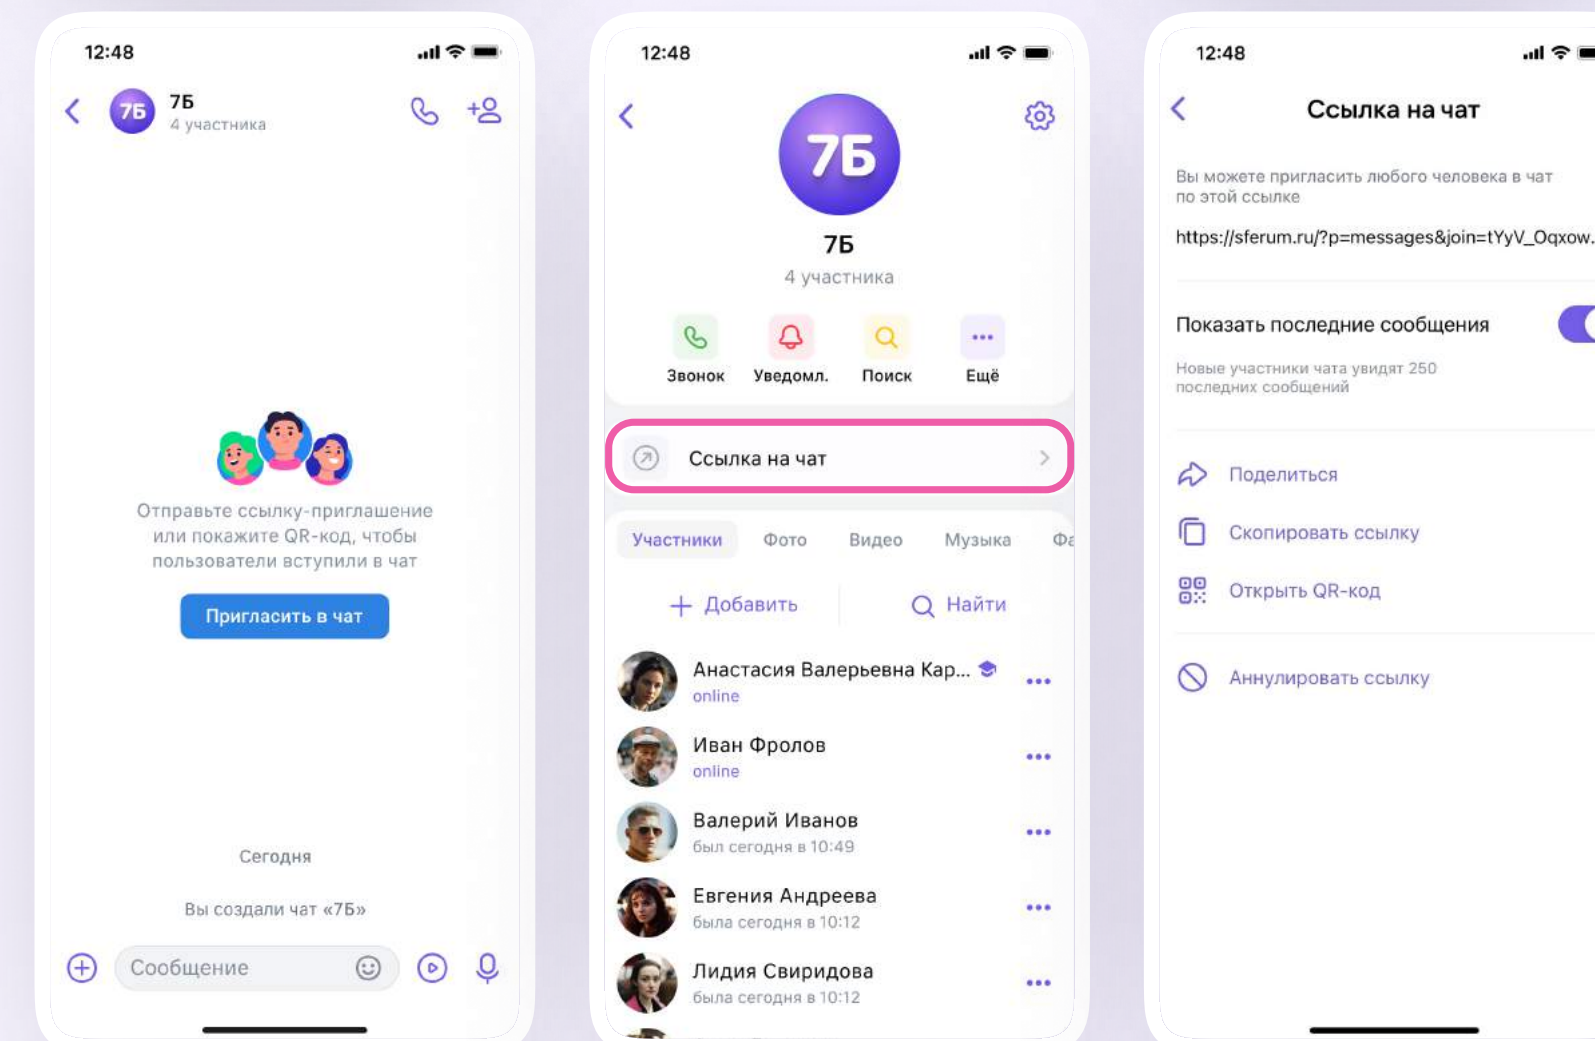 12:48
7Б
7Б
4 участника
Отправьте ссылку-приглашение
или покажите QR-код, чтобы
пользователи вступили в чат
Пригласить в чат
Сегодня
Вы создали чат «7Б»
Сообщение
12:48
7Б
7Б
4 участника
Звонок Уведомл. Поиск Ещё
Ссылка на чат
Участники Фото Видео Музыка
Добавить Найти
Анастасия Валерьевна Кар...
online
Иван Фролов
online
Валерий Иванов
был сегодня в 10:49
Евгения Андреева
была сегодня в 10:12
Лидия Свиридова
была сегодня в 10:12
12:48
Ссылка на чат
Вы можете пригласить любого человека в чат
по этой ссылке
https://sferum.ru/?p=messages&join=tYyV_Oqxow.
Показать последние сообщения
Новые участники чата увидят 250
последних сообщений
Поделиться
Скопировать ссылку
Открыть QR-код
Аннулировать ссылку